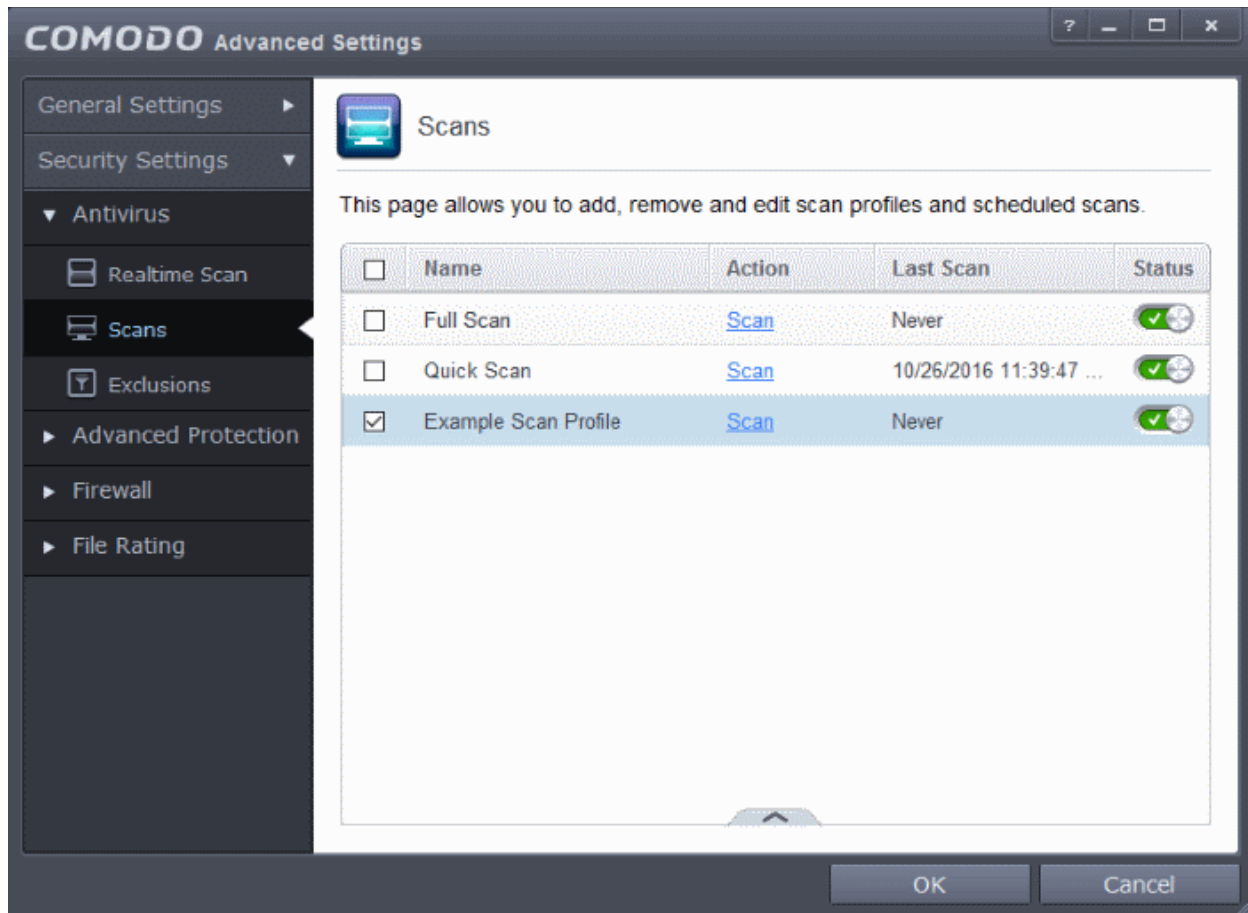 COMODO Advanced Settings
?
General Settings
Security Settings
Antivirus
Realtime Scan
Scans
Exclusions
Advanced Protection
Firewall
File Rating
Scans
This page allows you to add, remove and edit scan profiles and scheduled scans.
Name Action Last Scan Status
Full Scan Scan Never
Quick Scan Scan 10/26/2016 11:39:47 ...
Example Scan Profile Scan Never
OK Cancel